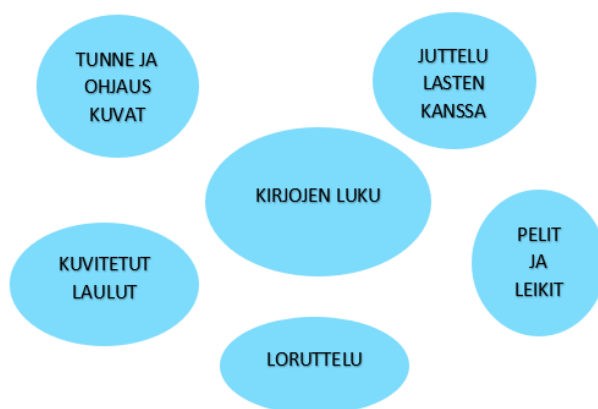 TUNNE JA
OHJAUS
KUVAT
JUTTELU
LASTEN
KANSSA
KIRJOJEN LUKU
KUVITETUT
LAULUT
PELIT
JA
LEIKIT
LORUTTELU